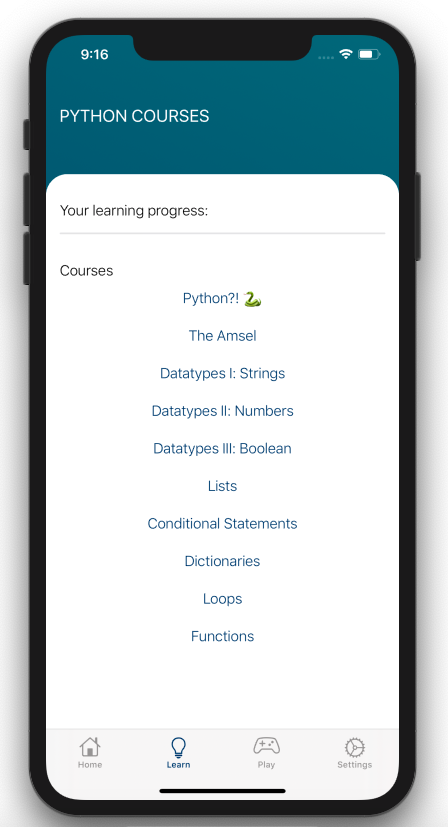 9:16
PYTHON COURSES
Your learning progress:
Courses
Python?! 🐍
The Amsel
Datatypes I: Strings
Datatypes II: Numbers
Datatypes III: Boolean
Lists
Conditional Statements
Dictionaries
Loops
Functions
Home Learn Play Settings